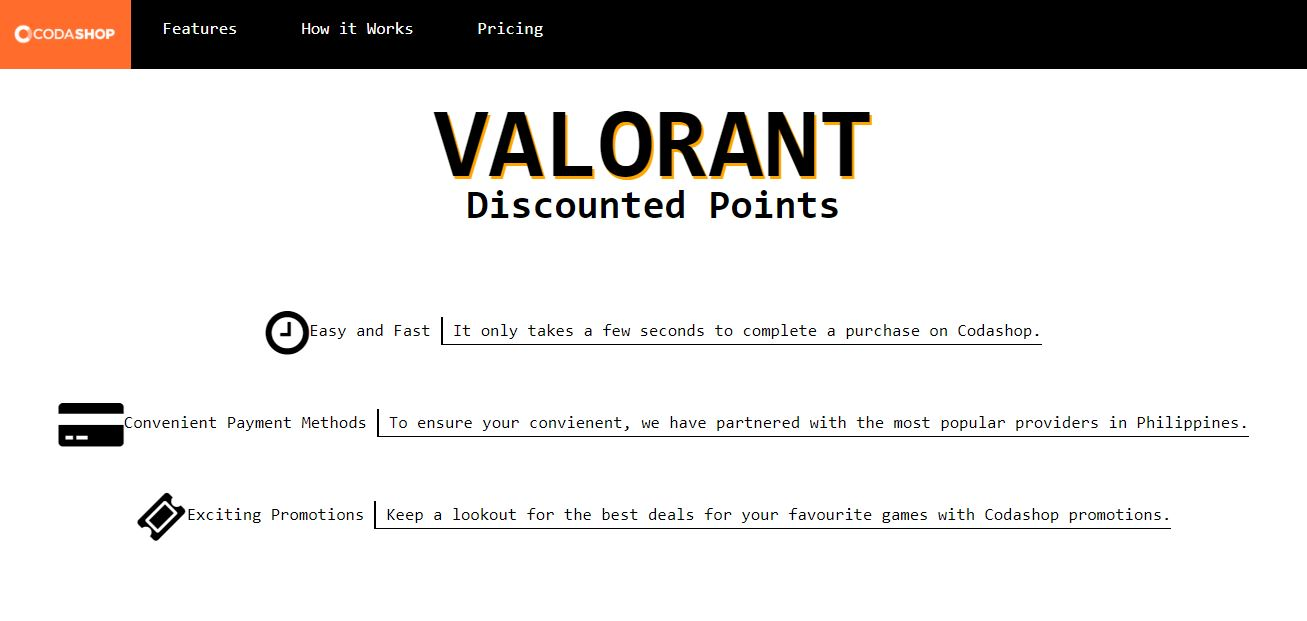 CODASHOP Features How it Works Pricing
VALORANT
Discounted Points
Easy and Fast It only takes a few seconds to complete a purchase on Codashop.
Convenient Payment Methods To ensure your convienent, we have partnered with the most popular providers in Philippines.
Exciting Promotions Keep a lookout for the best deals for your favourite games with Codashop promotions.